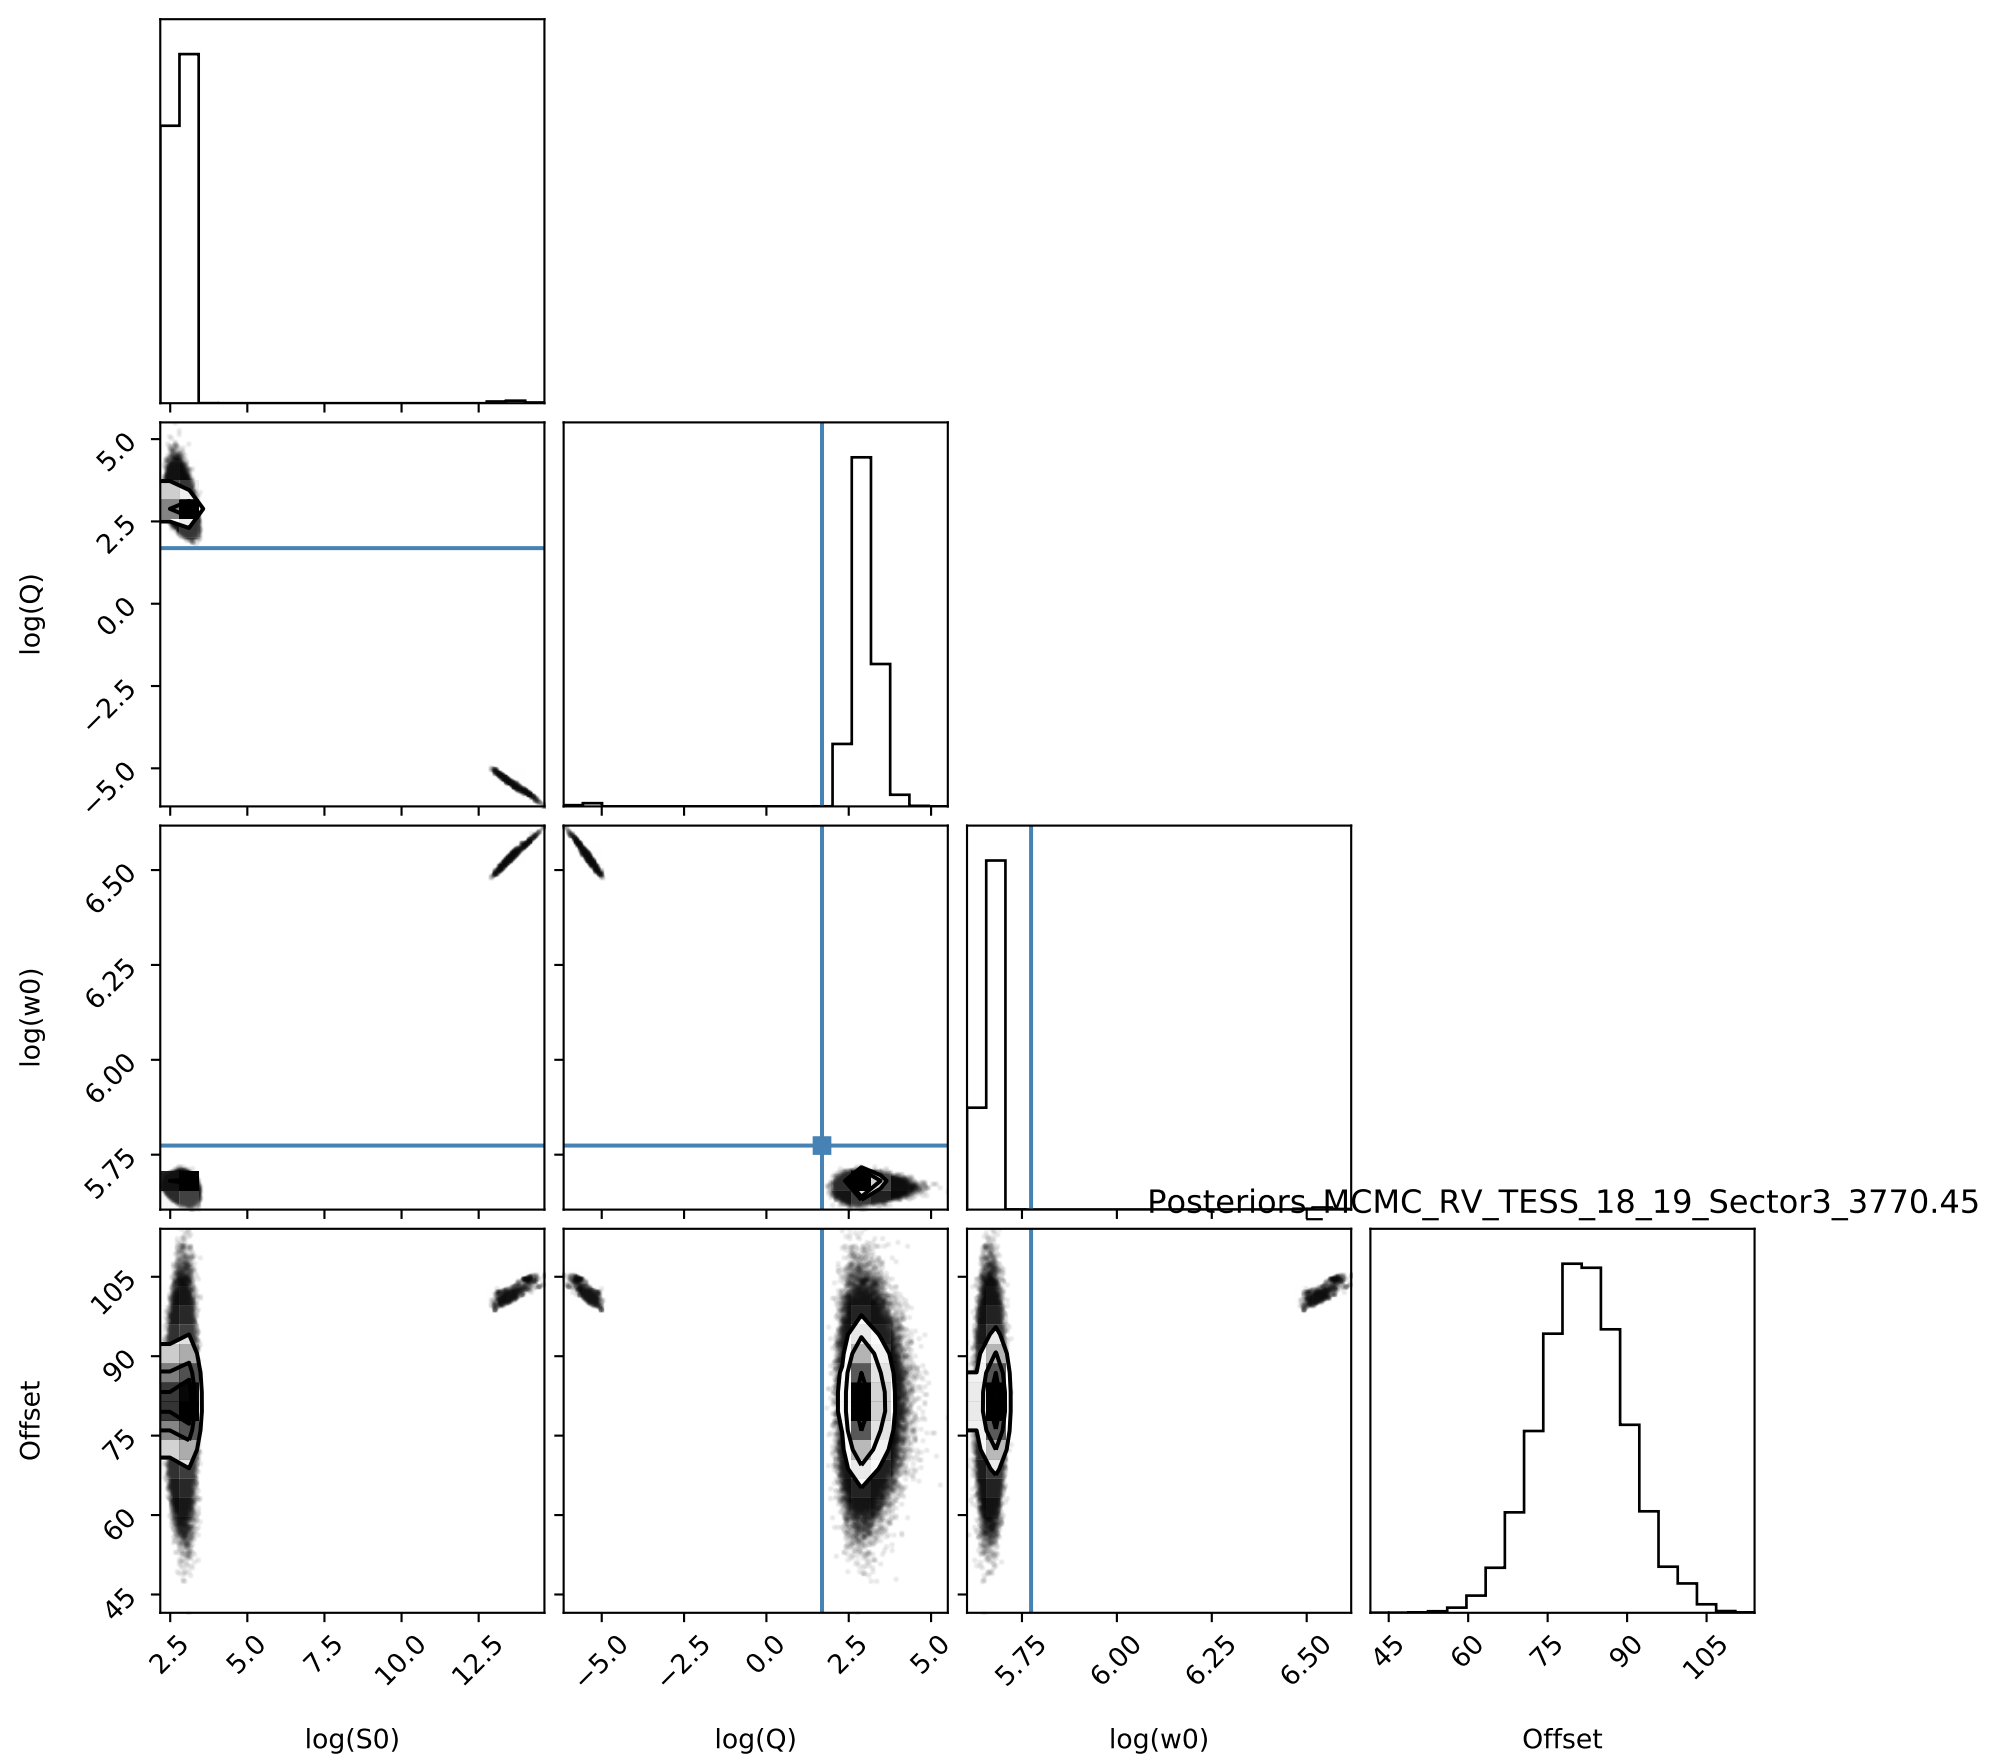 5.0
2.5
0.0
−2.5
−5.0
log(Q)
6.50
6.25
6.00
5.75
log(w0)
Posteriors_MCMC_RV_TESS_18_19_Sector3_3770.45
105
90
75
60
45
Offset
2.5 5.0 7.5 10.0 12.5
−5.0 −2.5 0.0 2.5 5.0
5.75 6.00 6.25 6.50
45 60 75 90 105
log(S0) log(Q) log(w0) Offset